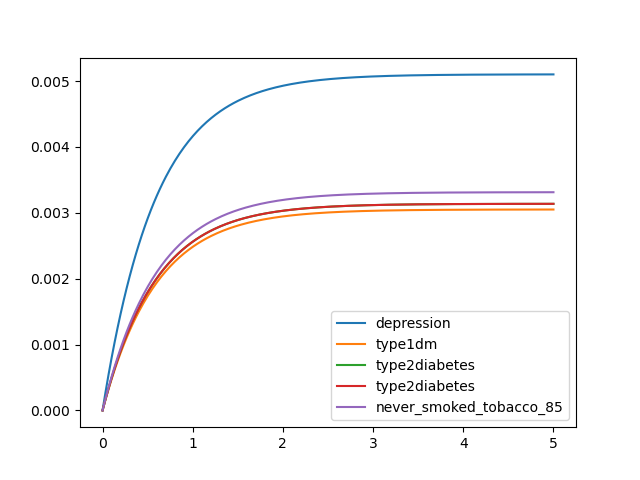 0.005
0.004
0.003
0.002
0.001
0.000
0 1 2 3 4 5
depression
type1dm
type2diabetes
type2diabetes
never_smoked_tobacco_85